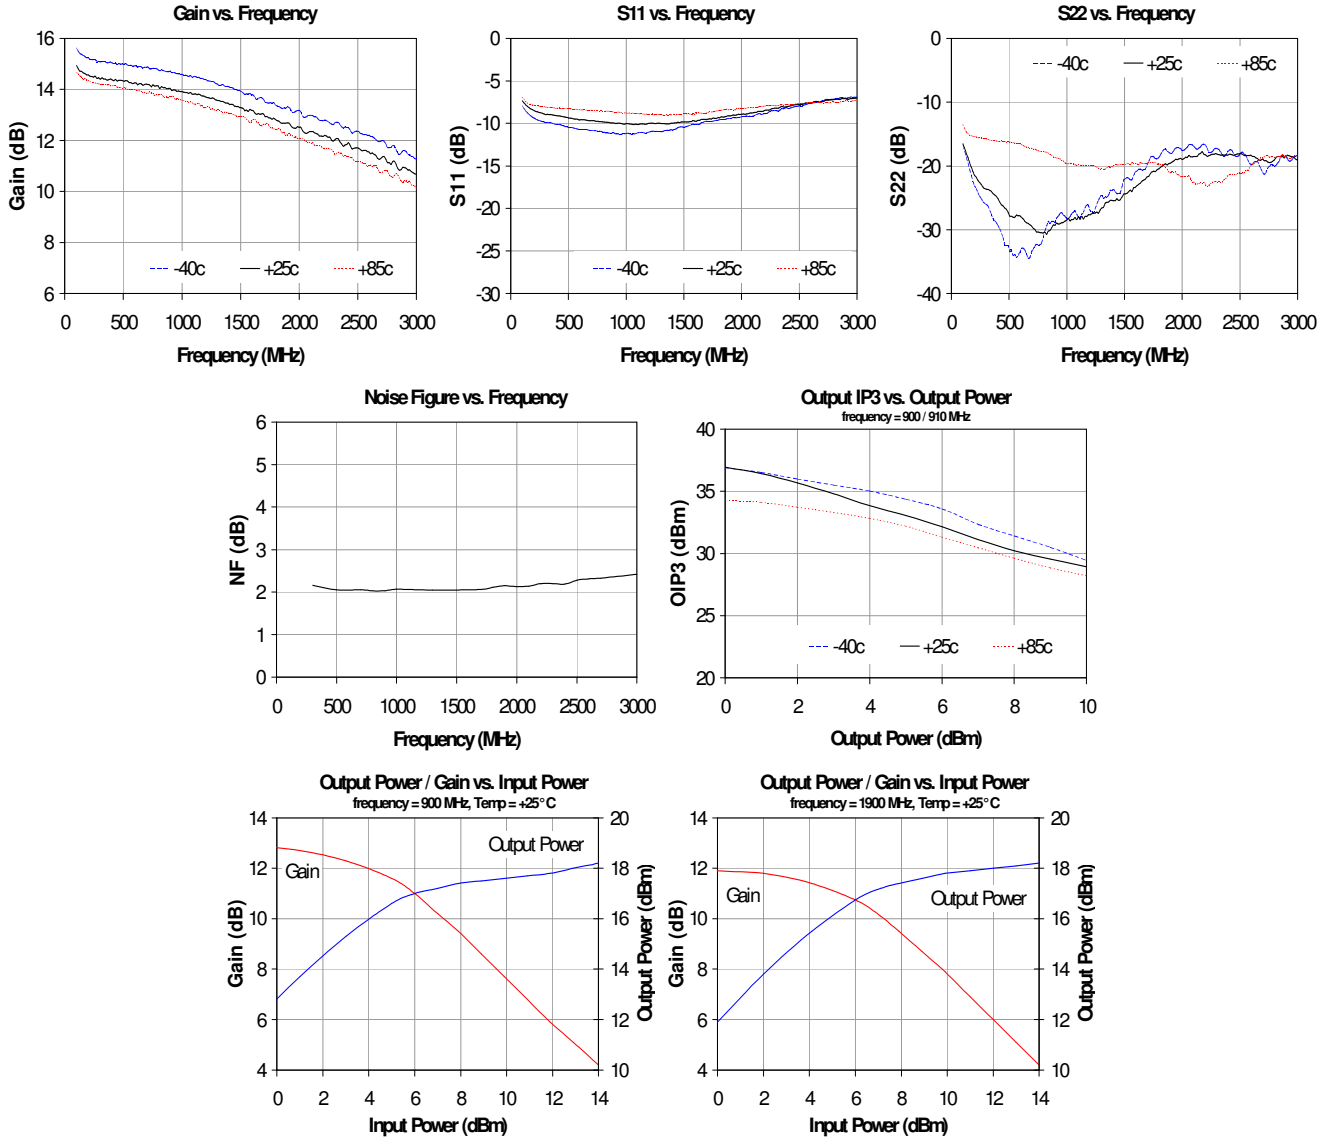 Gain vs. Frequency
16
14
12
10
8
6
Gain (dB)
-40c
+25c
+85c
0 500 1000 1500 2000 2500 3000
Frequency (MHz)
S11 vs. Frequency
0
-5
-10
-15
-20
-25
-30
S11 (dB)
-40c
+25c
+85c
0 500 1000 1500 2000 2500 3000
Frequency (MHz)
S22 vs. Frequency
0
-10
-20
-30
-40
S22 (dB)
-40c
+25c
+85c
0 500 1000 1500 2000 2500 3000
Frequency (MHz)
Noise Figure vs. Frequency
6
5
4
3
2
1
0
NF (dB)
0 500 1000 1500 2000 2500 3000
Frequency (MHz)
Output IP3 vs. Output Power
frequency = 900 / 910 MHz
40
35
30
25
20
OIP3 (dBm)
-40c
+25c
+85c
0 2 4 6 8 10
Output Power (dBm)
Output Power / Gain vs. Input Power
frequency = 900 MHz, Temp = +25° C
14
12
10
8
6
4
Gain (dB)
Gain
Output Power
20
18
16
14
12
10
Output Power (dBm)
0 2 4 6 8 10 12 14
Input Power (dBm)
Output Power / Gain vs. Input Power
frequency = 1900 MHz, Temp = +25° C
14
12
10
8
6
4
Gain (dB)
Gain
Output Power
20
18
16
14
12
10
Output Power (dBm)
0 2 4 6 8 10 12 14
Input Power (dBm)